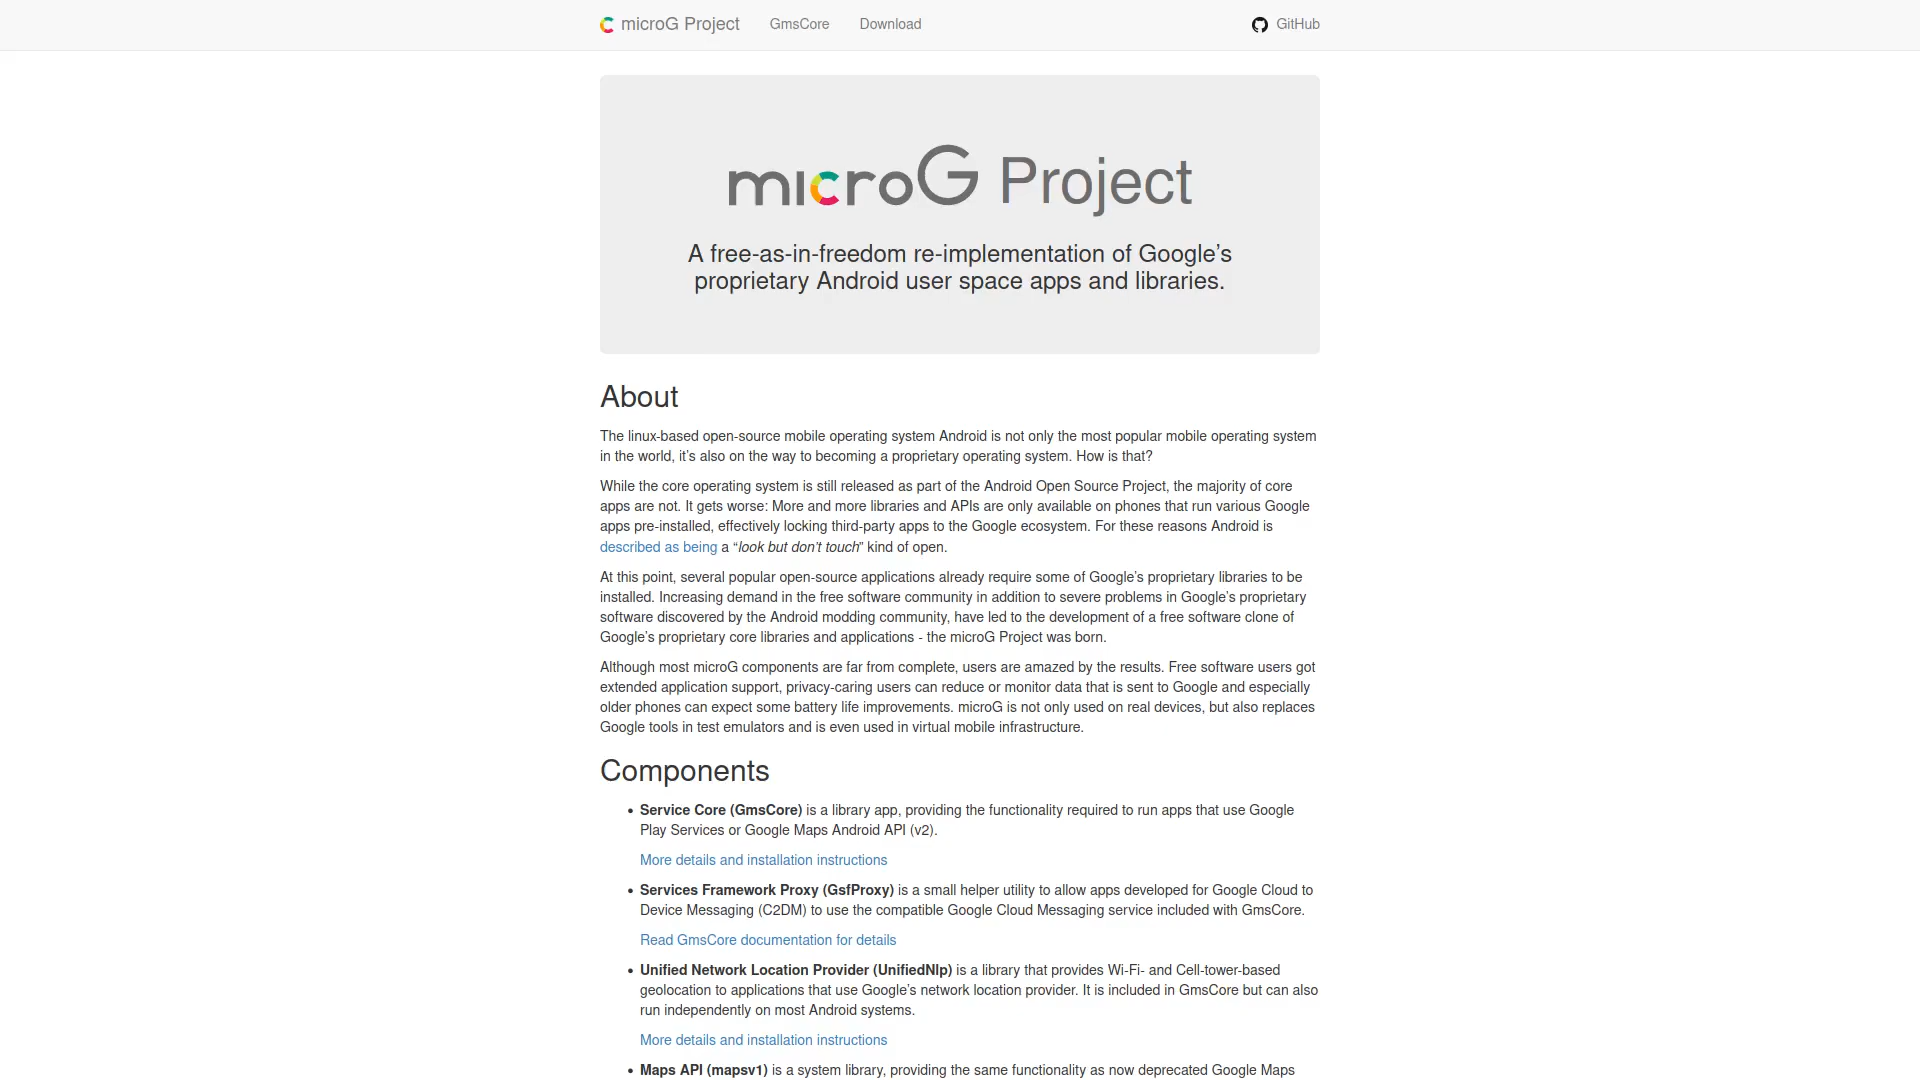 microG Project
GmsCore
Download
GitHub
microG Project
A free-as-in-freedom re-implementation of Google’s
proprietary Android user space apps and libraries.
About
The linux-based open-source mobile operating system Android is not only the most popular mobile operating system
in the world, it’s also on the way to becoming a proprietary operating system. How is that?
While the core operating system is still released as part of the Android Open Source Project, the majority of core
apps are not. It gets worse: More and more libraries and APIs are only available on phones that run various Google
apps pre-installed, effectively locking third-party apps to the Google ecosystem. For these reasons Android is
described as being a “look but don’t touch” kind of open.
At this point, several popular open-source applications already require some of Google’s proprietary libraries to be
installed. Increasing demand in the free software community in addition to severe problems in Google’s proprietary
software discovered by the Android modding community, have led to the development of a free software clone of
Google’s proprietary core libraries and applications - the microG Project was born.
Although most microG components are far from complete, users are amazed by the results. Free software users got
extended application support, privacy-caring users can reduce or monitor data that is sent to Google and especially
older phones can expect some battery life improvements. microG is not only used on real devices, but also replaces
Google tools in test emulators and is even used in virtual mobile infrastructure.
Components
• Service Core (GmsCore) is a library app, providing the functionality required to run apps that use Google
Play Services or Google Maps Android API (v2).
More details and installation instructions
• Services Framework Proxy (GsfProxy) is a small helper utility to allow apps developed for Google Cloud to
Device Messaging (C2DM) to use the compatible Google Cloud Messaging service included with GmsCore.
Read GmsCore documentation for details
• Unified Network Location Provider (UnifiedNlp) is a library that provides Wi-Fi- and Cell-tower-based
geolocation to applications that use Google’s network location provider. It is included in GmsCore but can also
run independently on most Android systems.
More details and installation instructions
• Maps API (mapsv1) is a system library, providing the same functionality as now deprecated Google Maps